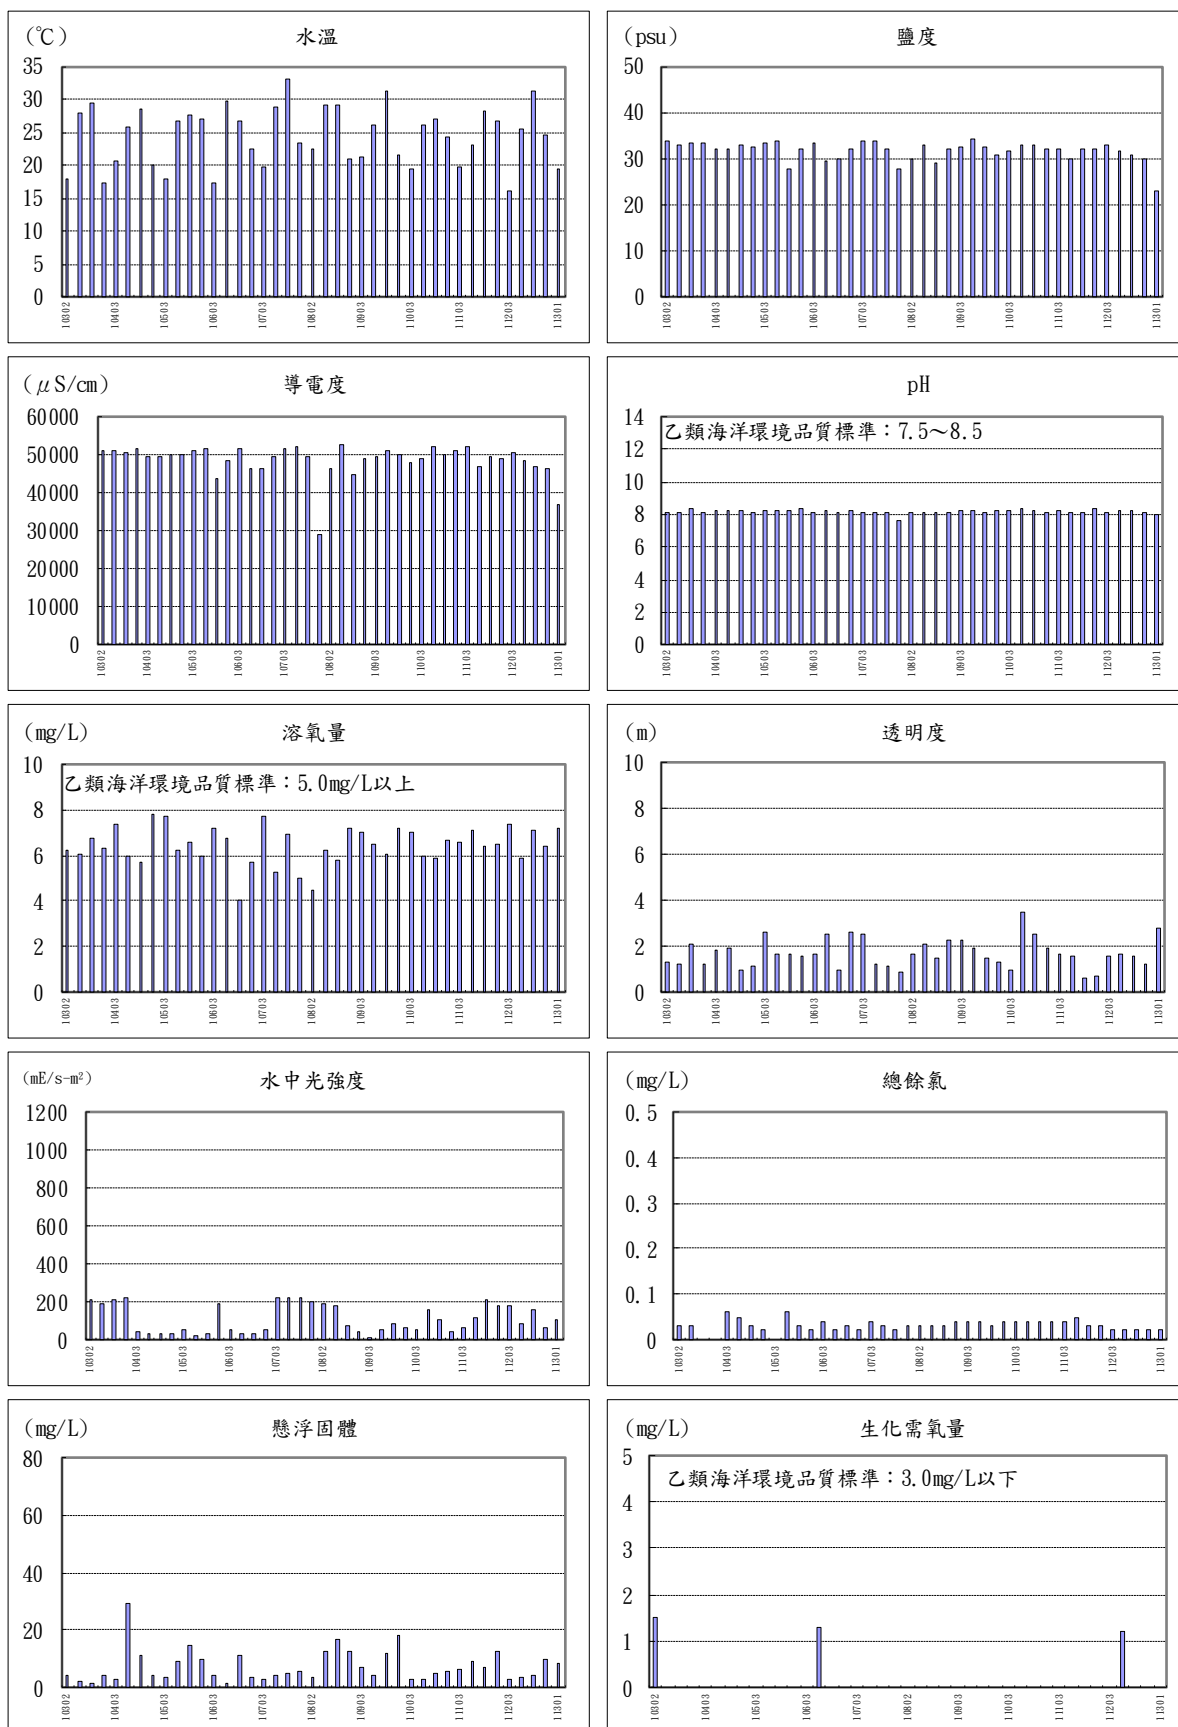 (℃) 水溫
35
30
25
20
15
10
5
0
10302 10403 10503 10603 10703 10802 10903 11003 11103 11203 11301
(psu) 鹽度
50
40
30
20
10
0
10302 10403 10503 10603 10703 10802 10903 11003 11103 11203 11301
(μS/cm) 導電度
60000
50000
40000
30000
20000
10000
0
10302 10403 10503 10603 10703 10802 10903 11003 11103 11203 11301
pH
乙類海洋環境品質標準：7.5～8.5
14
12
10
8
6
4
2
0
10302 10403 10503 10603 10703 10802 10903 11003 11103 11203 11301
(mg/L) 溶氧量
乙類海洋環境品質標準：5.0mg/L以上
10
8
6
4
2
0
10302 10403 10503 10603 10703 10802 10903 11003 11103 11203 11301
(m) 透明度
10
8
6
4
2
0
10302 10403 10503 10603 10703 10802 10903 11003 11103 11203 11301
(mE/s-m²) 水中光強度
1200
1000
800
600
400
200
0
10302 10403 10503 10603 10703 10802 10903 11003 11103 11203 11301
(mg/L) 總餘氯
0.5
0.4
0.3
0.2
0.1
0
10302 10403 10503 10603 10703 10802 10903 11003 11103 11203 11301
(mg/L) 懸浮固體
80
60
40
20
0
10302 10403 10503 10603 10703 10802 10903 11003 11103 11203 11301
(mg/L) 生化需氧量
乙類海洋環境品質標準：3.0mg/L以下
5
4
3
2
1
0
10302 10403 10503 10603 10703 10802 10903 11003 11103 11203 11301